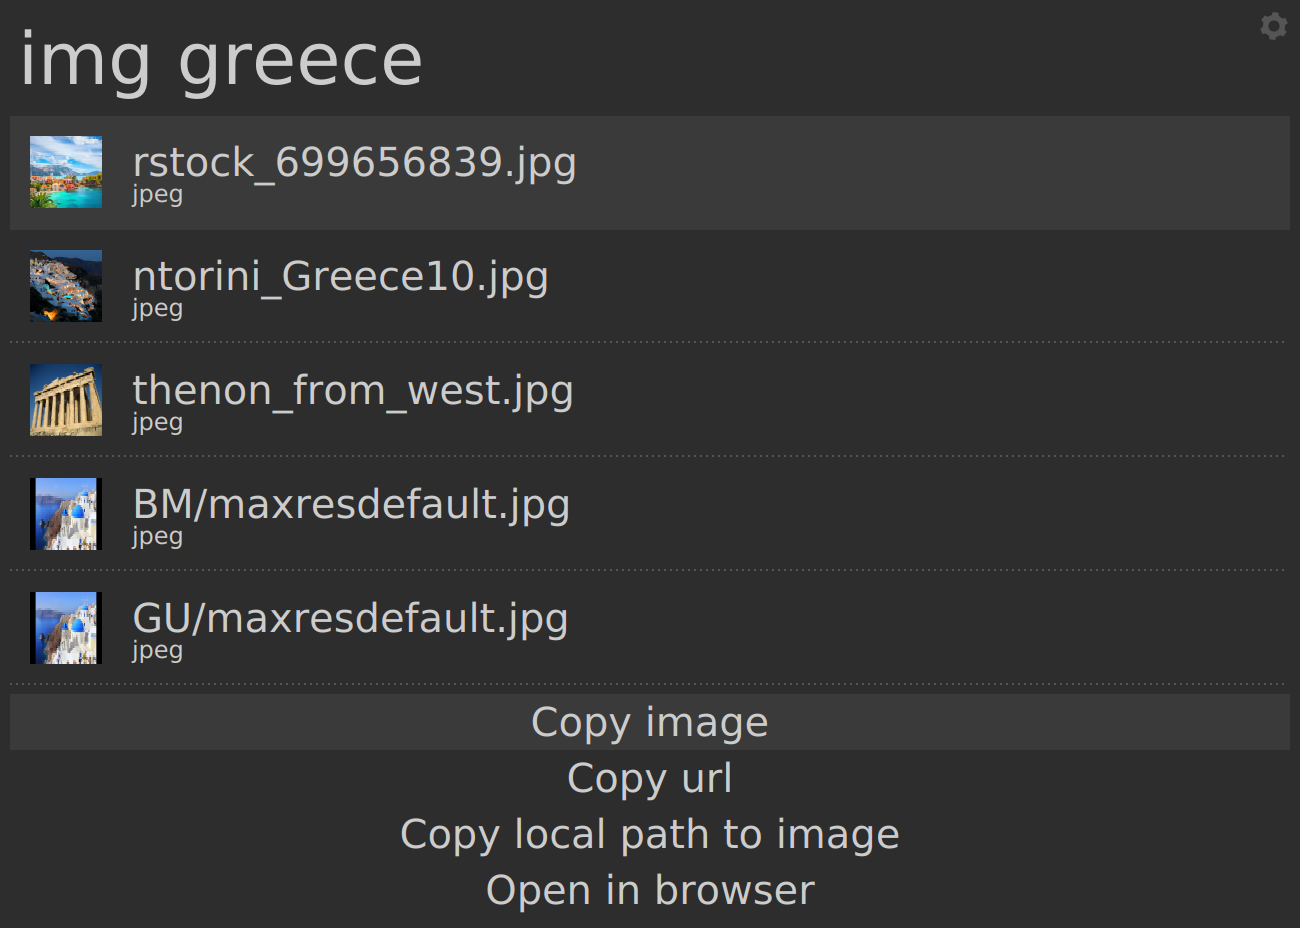 img greece
rstock_699656839.jpg
jpeg
ntorini_Greece10.jpg
jpeg
thenon_from_west.jpg
jpeg
BM/maxresdefault.jpg
jpeg
GU/maxresdefault.jpg
jpeg
Copy image
Copy url
Copy local path to image
Open in browser